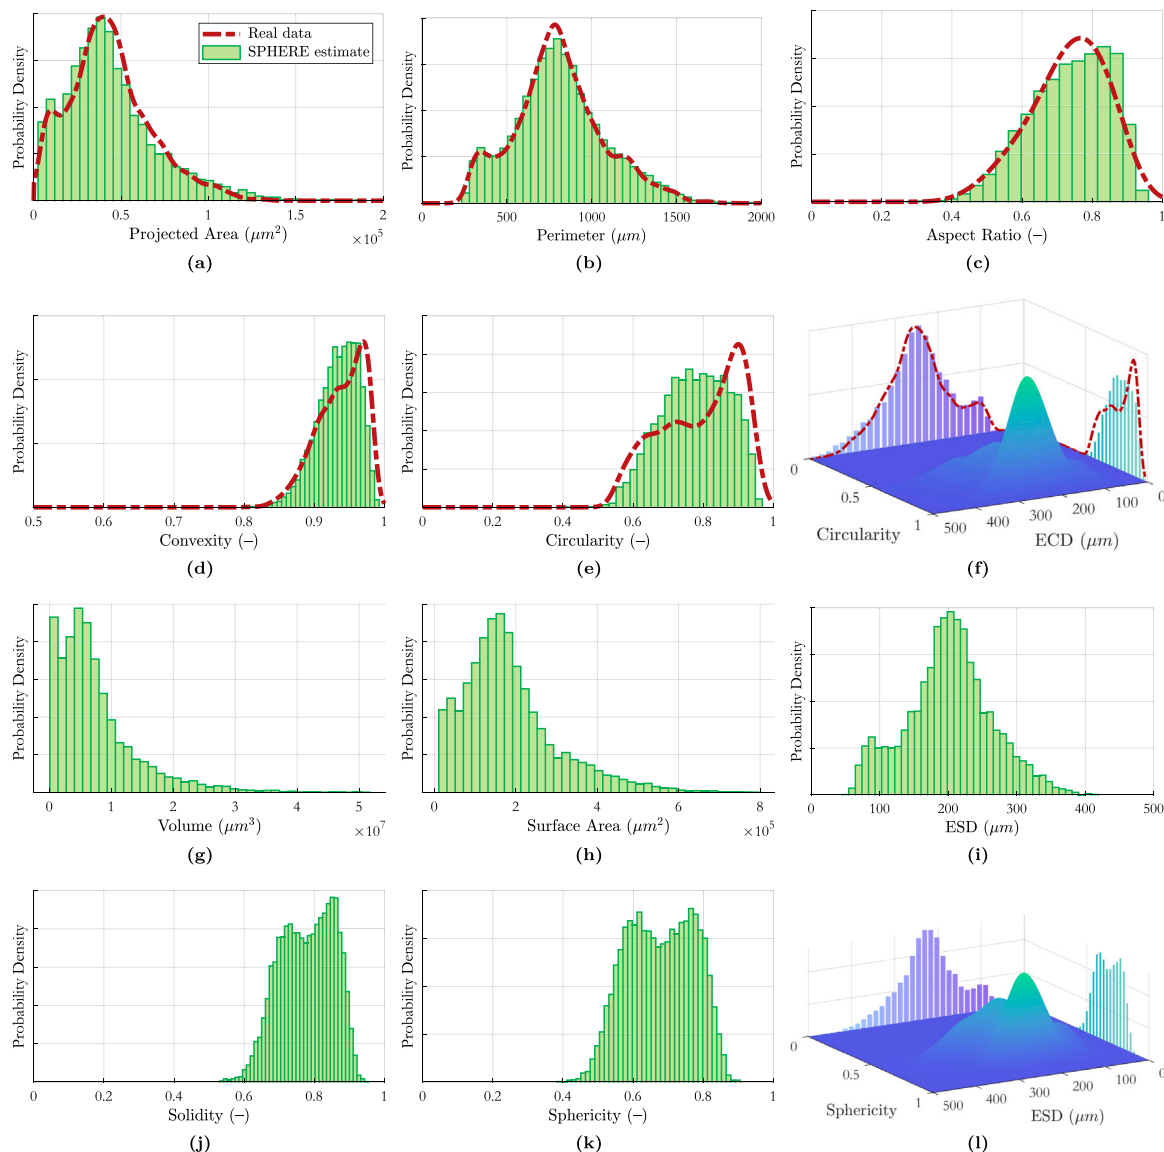 Real data
SPHERE estimate
Probability Density
0 0.5 1 1.5 2
Projected Area (μm²)
×10⁵
(a)
Probability Density
0 500 1000 1500 2000
Perimeter (μm)
(b)
Probability Density
0 0.2 0.4 0.6 0.8 1
Aspect Ratio (–)
(c)
Probability Density
0.5 0.6 0.7 0.8 0.9 1
Convexity (–)
(d)
Probability Density
0 0.2 0.4 0.6 0.8 1
Circularity (–)
(e)
0 0.5 1
Circularity
500 400 300 200 100 0
ECD (μm)
(f)
Probability Density
0 1 2 3 4 5
Volume (μm³)
×10⁷
(g)
Probability Density
0 2 4 6 8
Surface Area (μm²)
×10⁵
(h)
Probability Density
0 100 200 300 400 500
ESD (μm)
(i)
Probability Density
0 0.2 0.4 0.6 0.8 1
Solidity (–)
(j)
Probability Density
0 0.2 0.4 0.6 0.8 1
Sphericity (–)
(k)
0 0.5 1
Sphericity
500 400 300 200 100 0
ESD (μm)
(l)